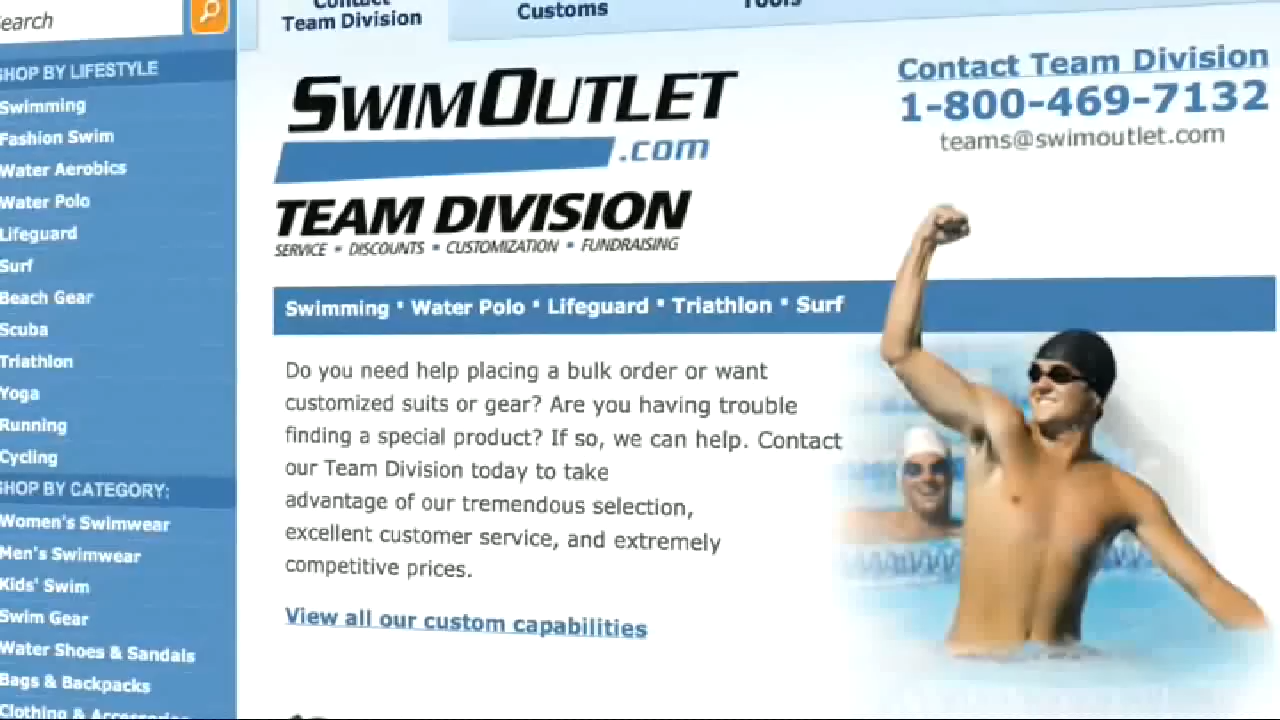 Search
SHOP BY LIFESTYLE
Swimming
Fashion Swim
Water Aerobics
Water Polo
Lifeguard
Surf
Beach Gear
Scuba
Triathlon
Yoga
Running
Cycling
SHOP BY CATEGORY:
Women's Swimwear
Men's Swimwear
Kids' Swim
Swim Gear
Water Shoes & Sandals
Bags & Backpacks
Clothing & Accessories
Contact
Team Division
Customs
Tools
SWIMOUTLET
.com
TEAM DIVISION
SERVICE • DISCOUNTS • CUSTOMIZATION • FUNDRAISING
Contact Team Division
1-800-469-7132
teams@swimoutlet.com
Swimming * Water Polo * Lifeguard * Triathlon * Surf
Do you need help placing a bulk order or want
customized suits or gear? Are you having trouble
finding a special product? If so, we can help. Contact
our Team Division today to take
advantage of our tremendous selection,
excellent customer service, and extremely
competitive prices.
View all our custom capabilities